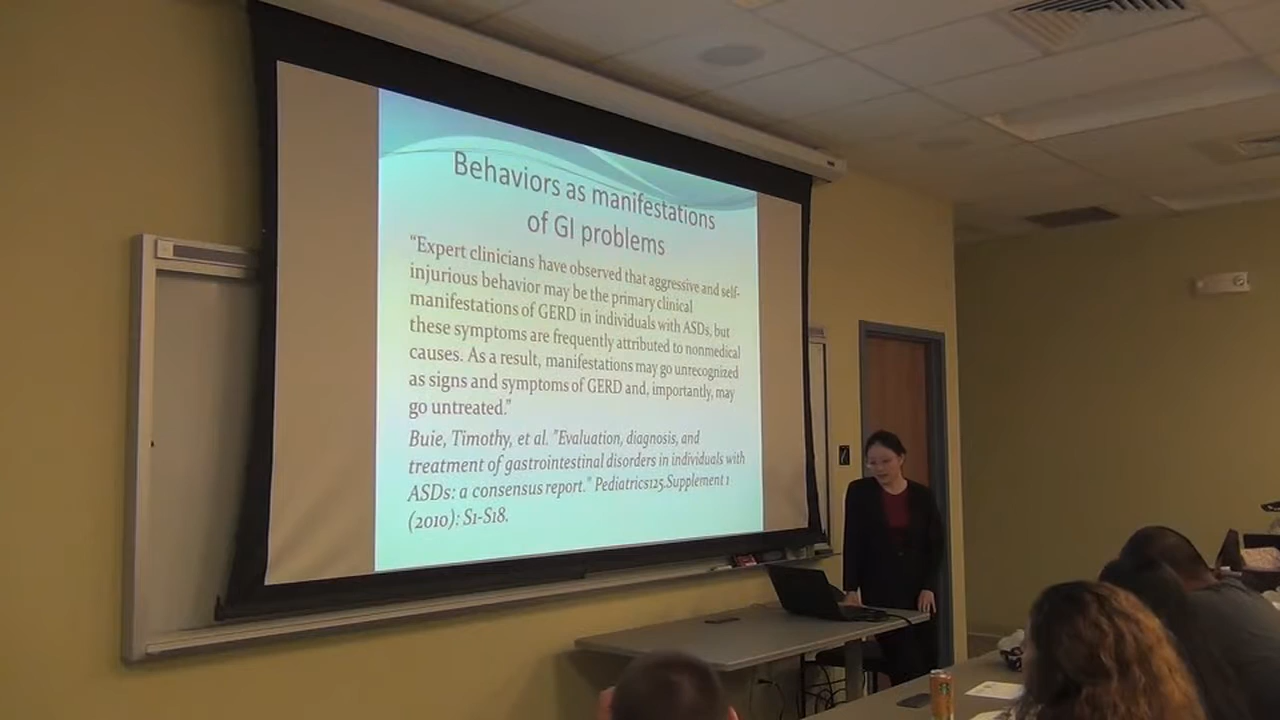 Behaviors as manifestations
of GI problems
"Expert clinicians have observed that aggressive and self-
injurious behavior may be the primary clinical
manifestations of GERD in individuals with ASDs, but
these symptoms are frequently attributed to nonmedical
causes. As a result, manifestations may go unrecognized
as signs and symptoms of GERD and, importantly, may
go untreated."
Buie, Timothy, et al. "Evaluation, diagnosis, and
treatment of gastrointestinal disorders in individuals with
ASDs: a consensus report." Pediatrics125.Supplement 1
(2010): S1-S18.